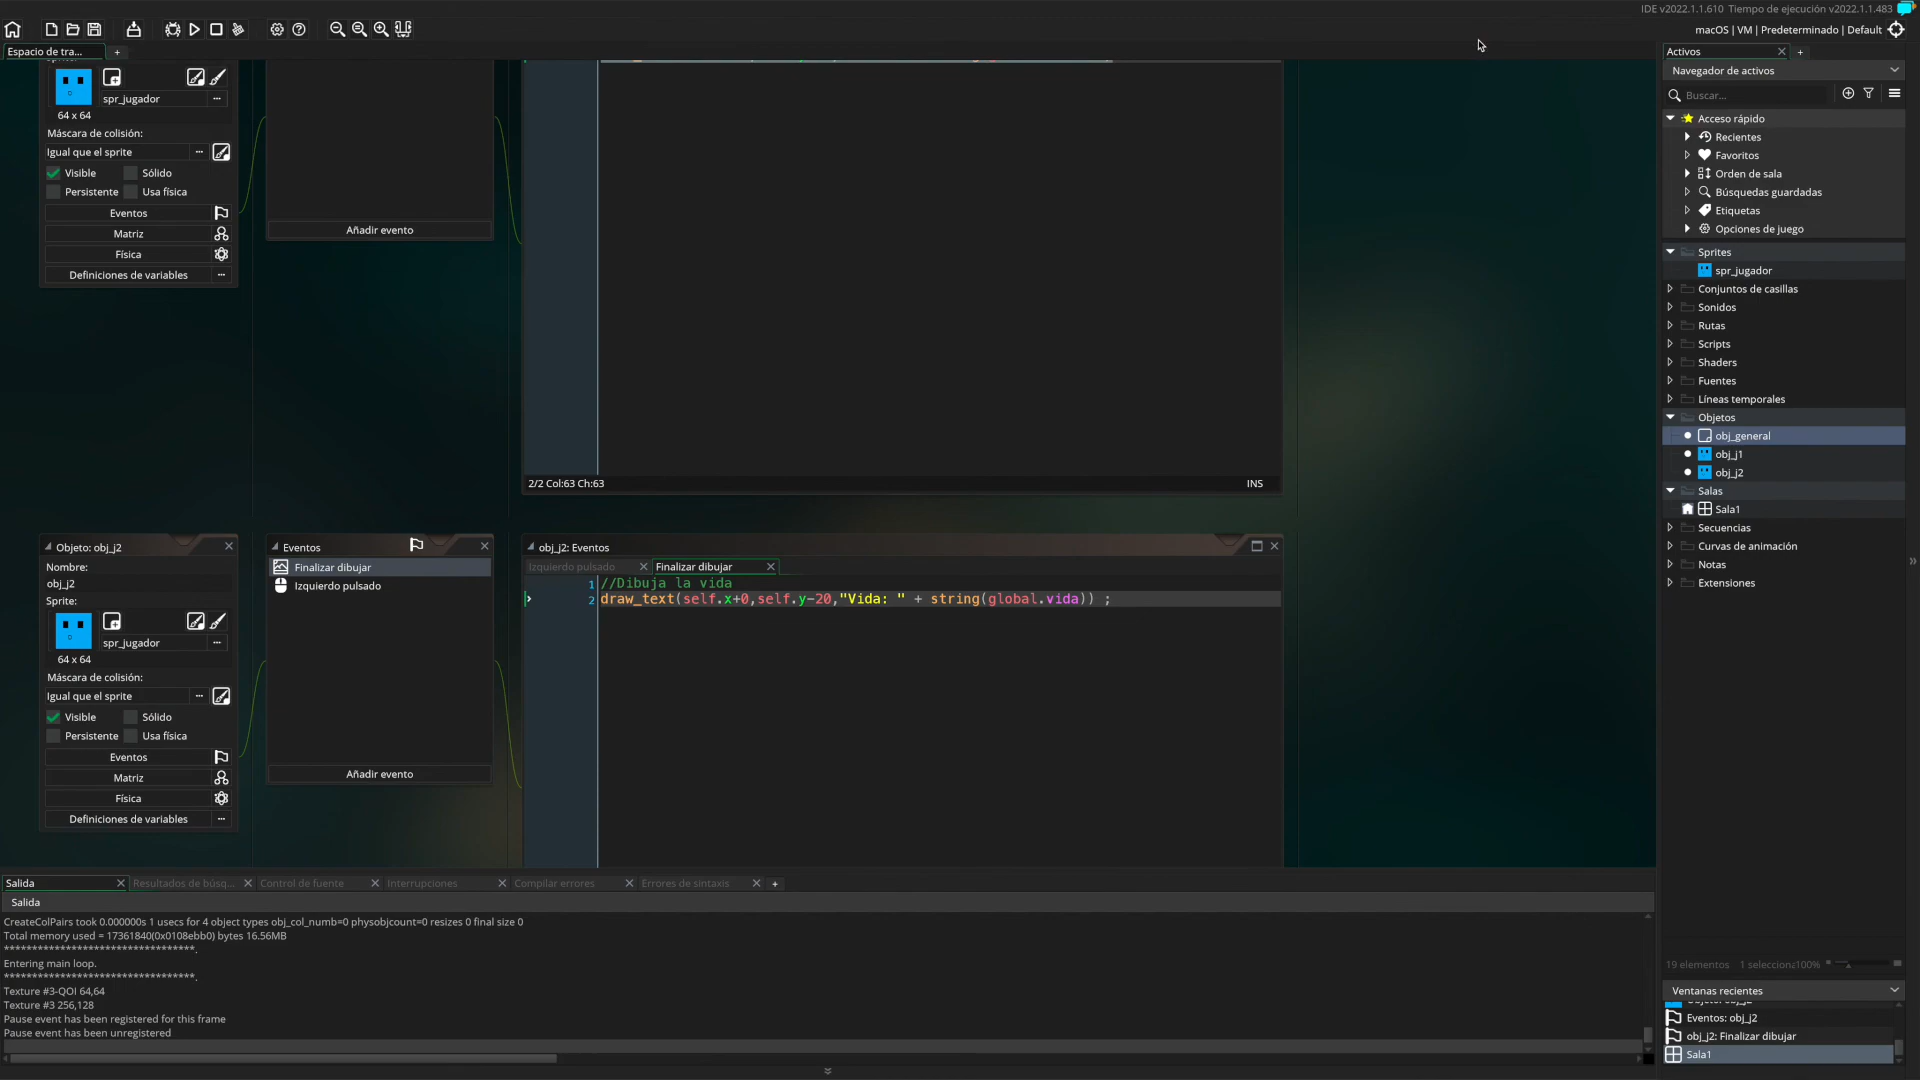 IDE v2022.1.1.610 Tiempo de ejecución v2022.1.1.483
macOS | VM | Predeterminado | Default
Espacio de tra...
spr_jugador
64 x 64
Máscara de colisión:
Igual que el sprite
Visible
Sólido
Persistente
Usa física
Eventos
Matriz
Física
Definiciones de variables
Añadir evento
2/2 Col:63 Ch:63
INS
Objeto: obj_j2
Nombre:
obj_j2
Sprite:
spr_jugador
64 x 64
Máscara de colisión:
Igual que el sprite
Visible
Sólido
Persistente
Usa física
Eventos
Matriz
Física
Definiciones de variables
Eventos
Finalizar dibujar
Izquierdo pulsado
Añadir evento
obj_j2: Eventos
Izquierdo pulsado
Finalizar dibujar
1 //Dibuja la vida
2 draw_text(self.x+0,self.y-20,"Vida: " + string(global.vida)) ;
Activos
Navegador de activos
Buscar...
Acceso rápido
Recientes
Favoritos
Orden de sala
Búsquedas guardadas
Etiquetas
Opciones de juego
Sprites
spr_jugador
Conjuntos de casillas
Sonidos
Rutas
Scripts
Shaders
Fuentes
Líneas temporales
Objetos
obj_general
obj_j1
obj_j2
Salas
Sala1
Secuencias
Curvas de animación
Notas
Extensiones
19 elementos
1 selecciona
100%
Ventanas recientes
Objeto: obj_j2
Eventos: obj_j2
obj_j2: Finalizar dibujar
Sala1
Salida
Resultados de búsq...
Control de fuente
Interrupciones
Compilar errores
Errores de sintaxis
Salida
CreateColPairs took 0.000000s 1 usecs for 4 object types obj_col_numb=0 physobjcount=0 resizes 0 final size 0
Total memory used = 17361840(0x0108ebb0) bytes 16.56MB
**********************************.
Entering main loop.
**********************************.
Texture #3-QOI 64,64
Texture #3 256,128
Pause event has been registered for this frame
Pause event has been unregistered